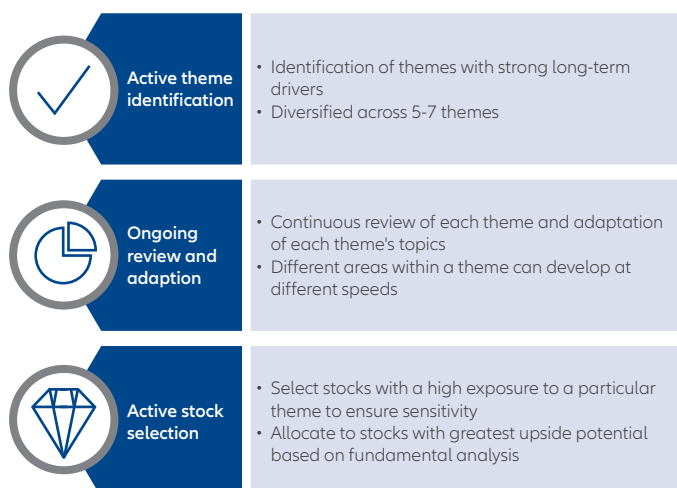 Active theme
identification
• Identification of themes with strong long-term
drivers
• Diversified across 5-7 themes
Ongoing
review and
adaption
• Continuous review of each theme and adaptation
of each theme's topics
• Different areas within a theme can develop at
different speeds
Active stock
selection
• Select stocks with a high exposure to a particular
theme to ensure sensitivity
• Allocate to stocks with greatest upside potential
based on fundamental analysis